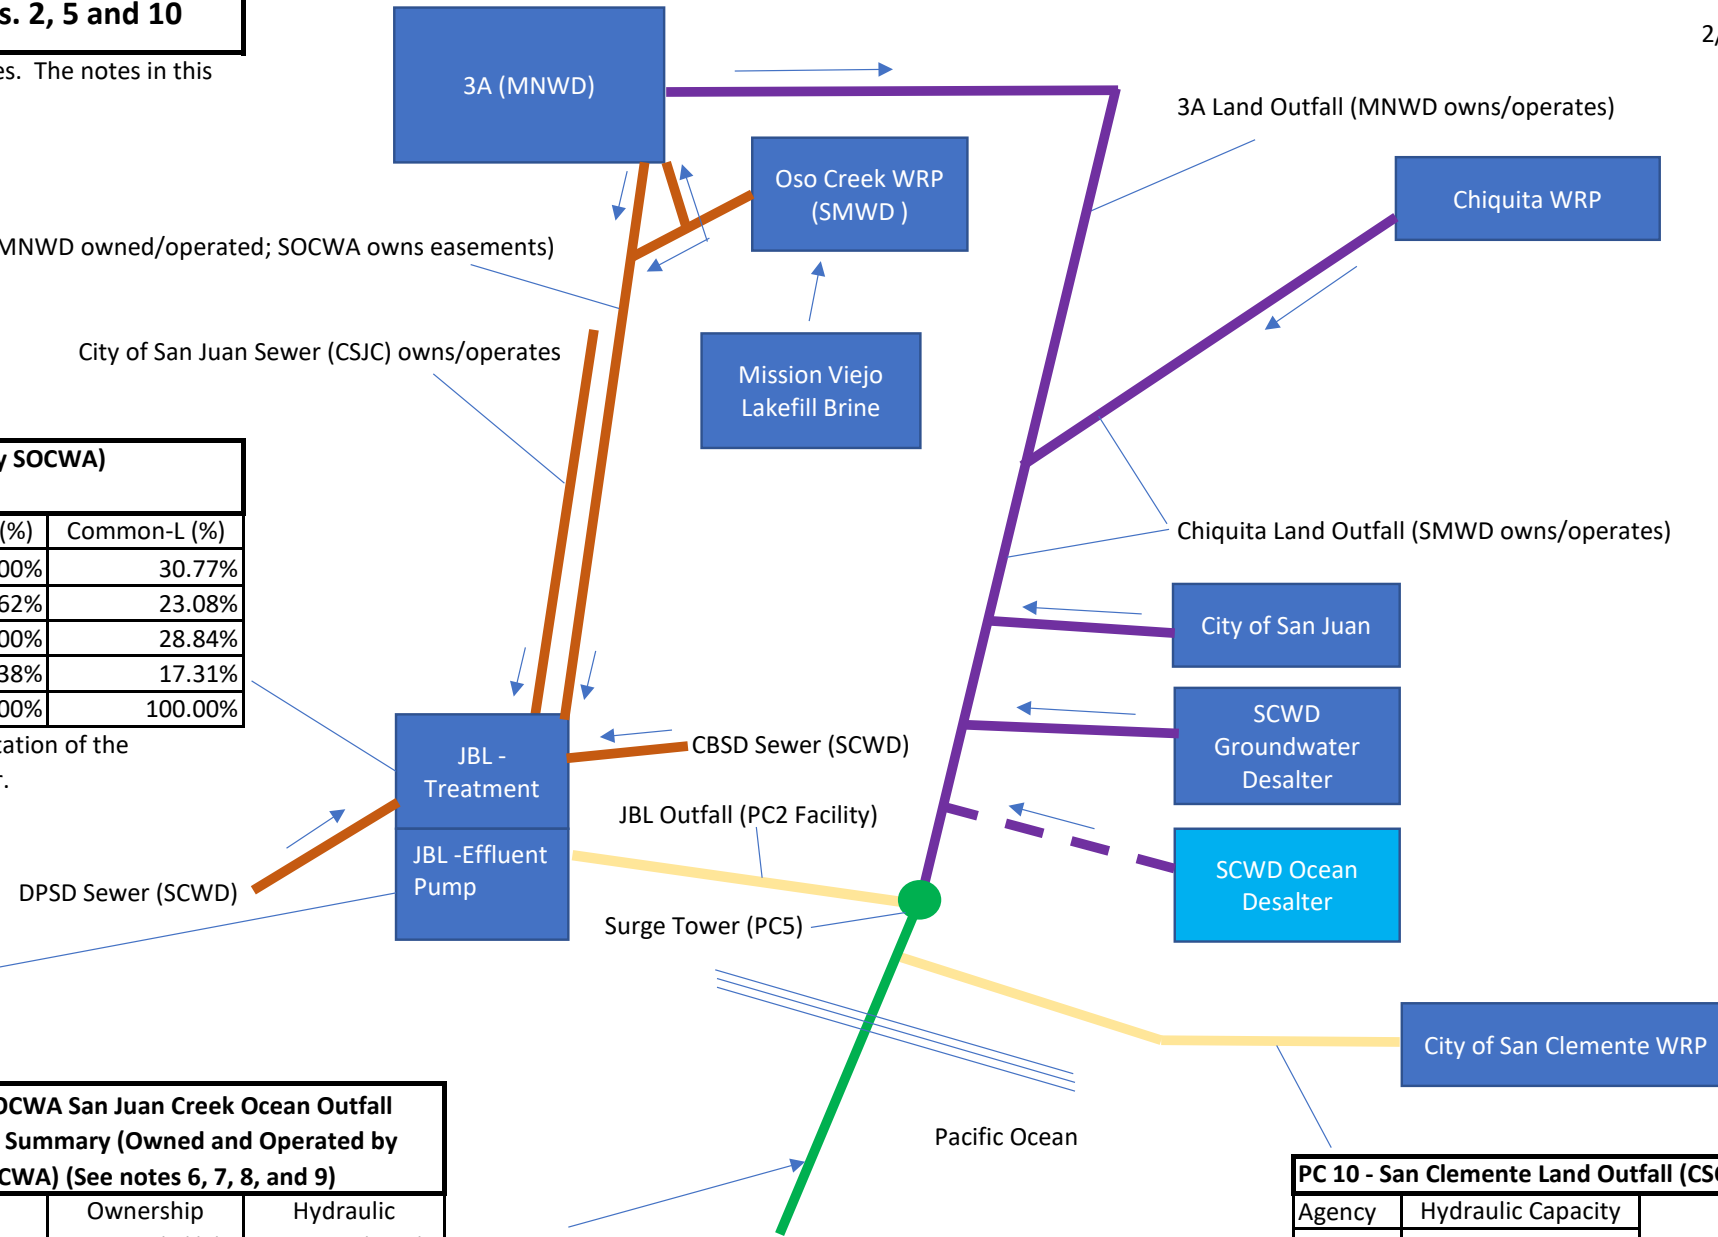 s. 2, 5 and 10
2/
es. The notes in this
3A (MNWD)
3A Land Outfall (MNWD owns/operates)
Oso Creek WRP
(SMWD )
Chiquita WRP
MNWD owned/operated; SOCWA owns easements)
City of San Juan Sewer (CSJC) owns/operates
Mission Viejo
Lakefill Brine
y SOCWA)
(%) Common-L (%)
00% 30.77%
62% 23.08%
00% 28.84%
38% 17.31%
00% 100.00%
tation of the
r.
Chiquita Land Outfall (SMWD owns/operates)
City of San Juan
SCWD
Groundwater
Desalter
JBL -
Treatment
CBSD Sewer (SCWD)
JBL Outfall (PC2 Facility)
JBL -Effluent
Pump
DPSD Sewer (SCWD)
SCWD Ocean
Desalter
Surge Tower (PC5)
City of San Clemente WRP
Pacific Ocean
OCWA San Juan Creek Ocean Outfall
Summary (Owned and Operated by
CWA) (See notes 6, 7, 8, and 9)
Ownership Hydraulic
PC 10 - San Clemente Land Outfall (CSC
Agency Hydraulic Capacity